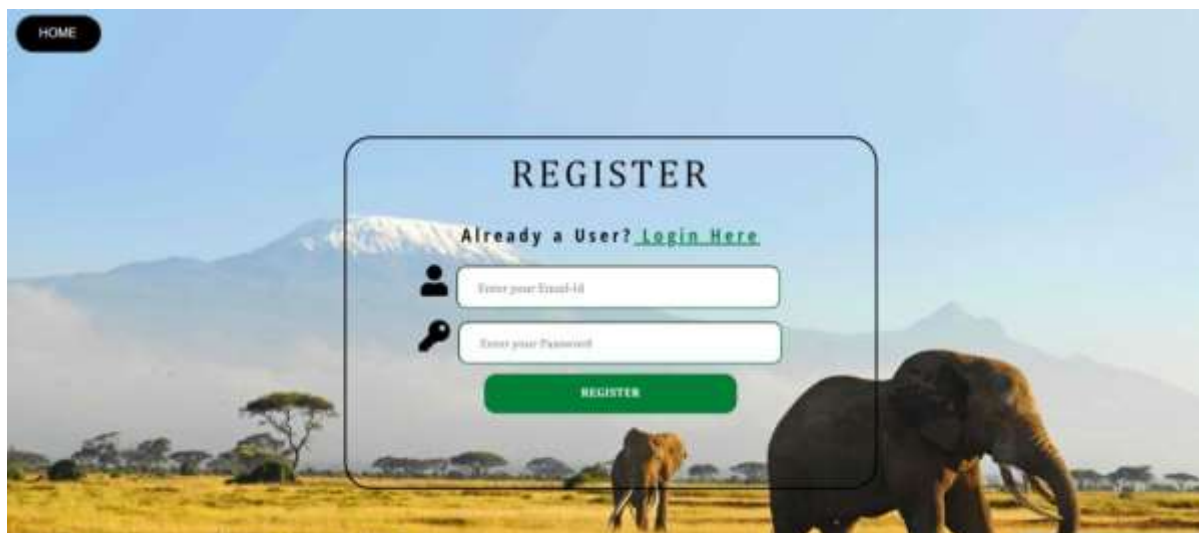 HOME
REGISTER
Already a User? Login Here
Enter your Email-Id
Enter your Password
REGISTER